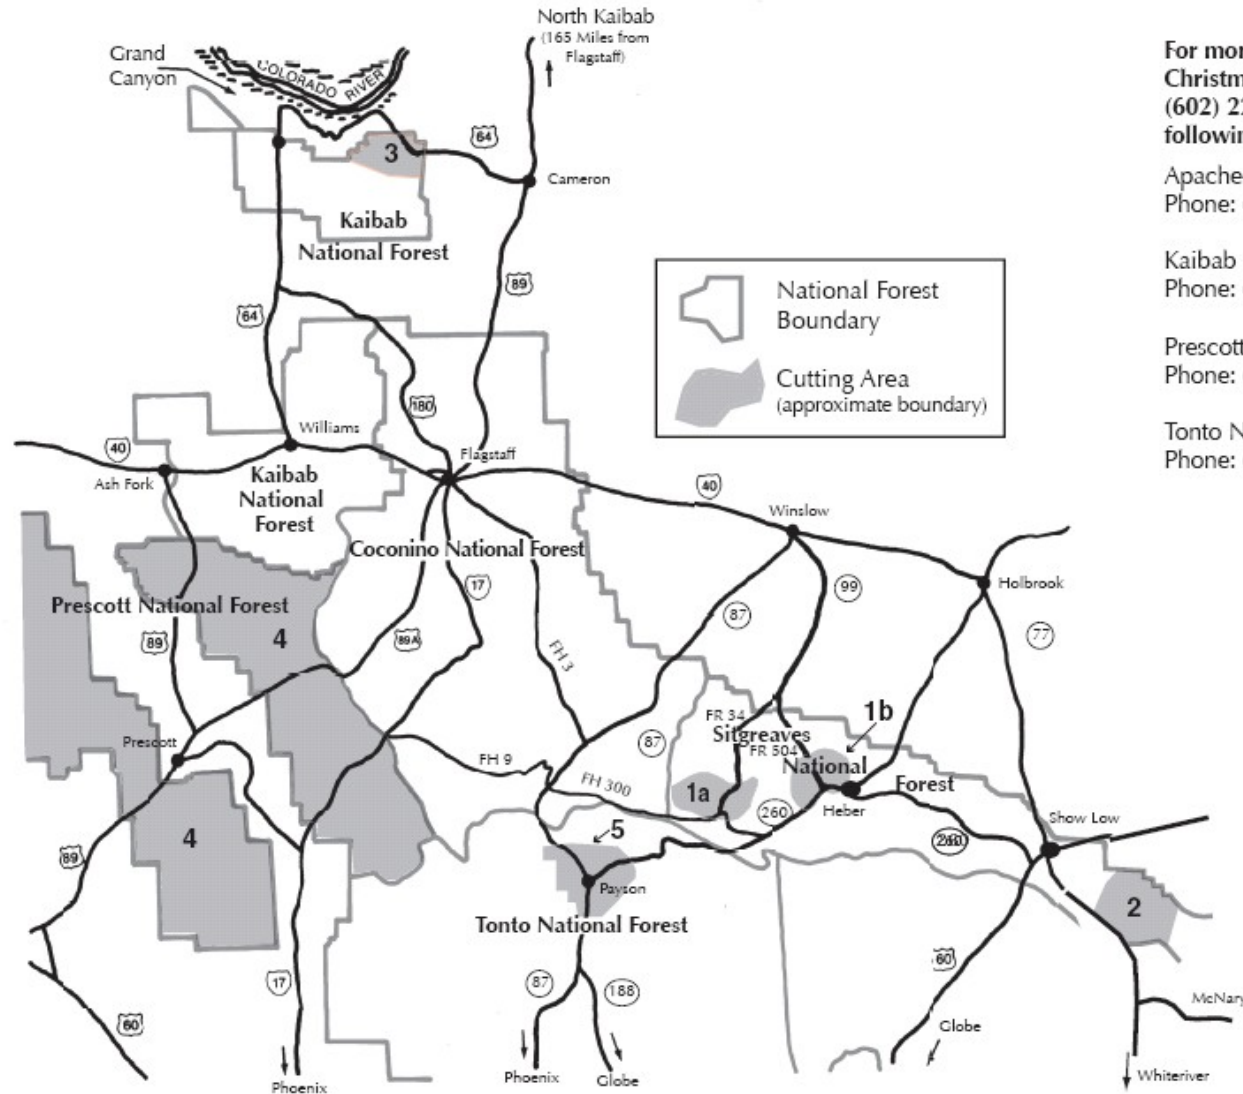 North Kaibab
(165 Miles from
Flagstaff)
Grand
Canyon
COLORADO RIVER
64
3
Cameron
Kaibab
National Forest
89
64
National Forest
Boundary
Cutting Area
(approximate boundary)
180
Williams
40
Ash Fork
Flagstaff
Kaibab
National
Forest
40
Winslow
Coconino National Forest
17
99
Holbrook
Prescott National Forest
4
89
89A
FH 3
87
77
FR 34
1b
Sitgreaves
FR 504
Prescott
87
FH 9
National
FH 300
1a
Forest
260
Heber
Show Low
5
4
89
Payson
2
Tonto National Forest
17
87
188
60
McNary
60
Globe
Phoenix
Phoenix
Globe
Whiteriver
For mor
Christm
(602) 2
followin
Apache
Phone:
Kaibab
Phone:
Prescott
Phone:
Tonto N
Phone: